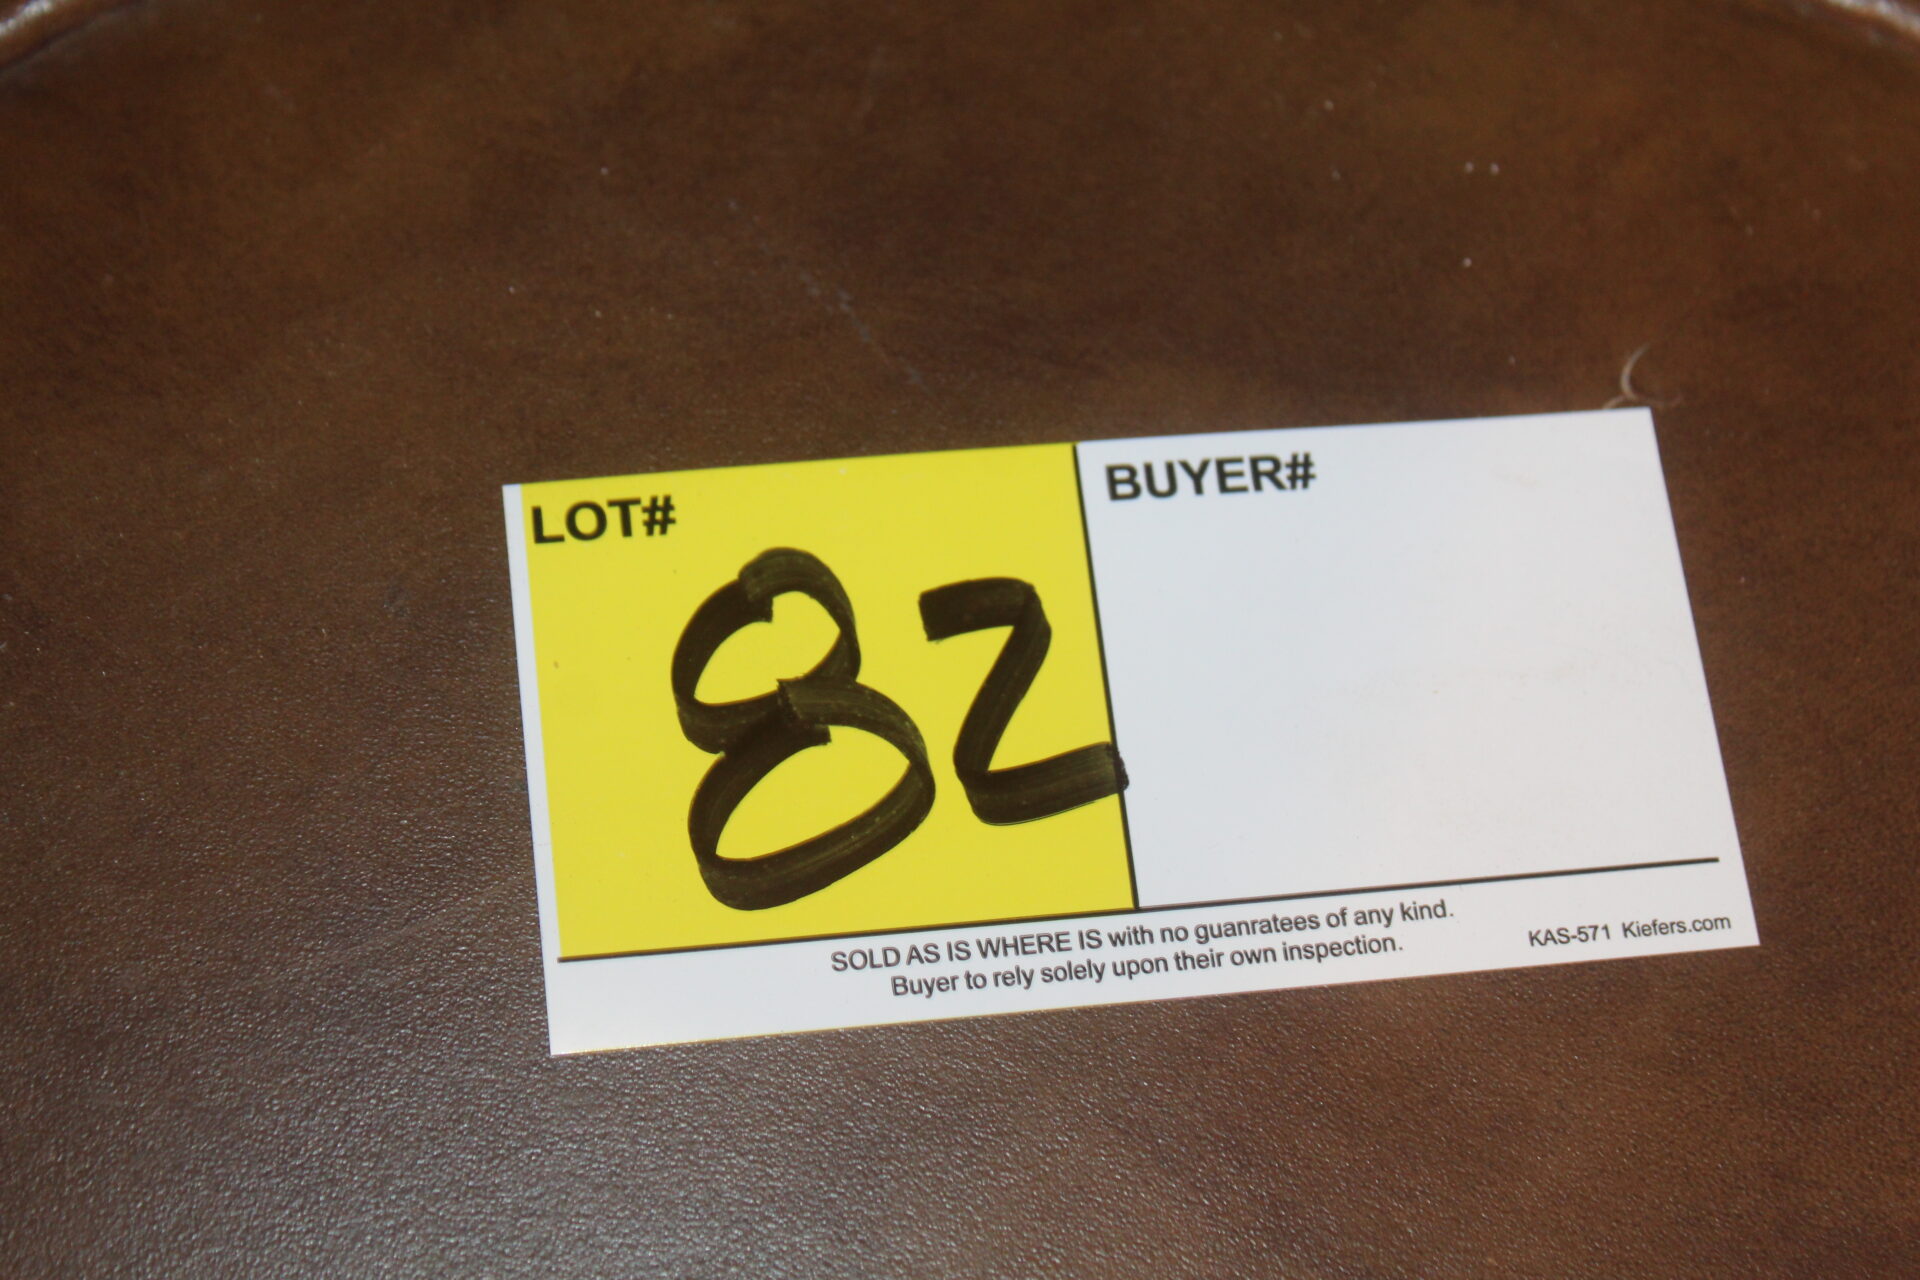 LOT#
BUYER#
82
SOLD AS IS WHERE IS with no guanratees of any kind.
Buyer to rely solely upon their own inspection.
KAS-571 Kiefers.com